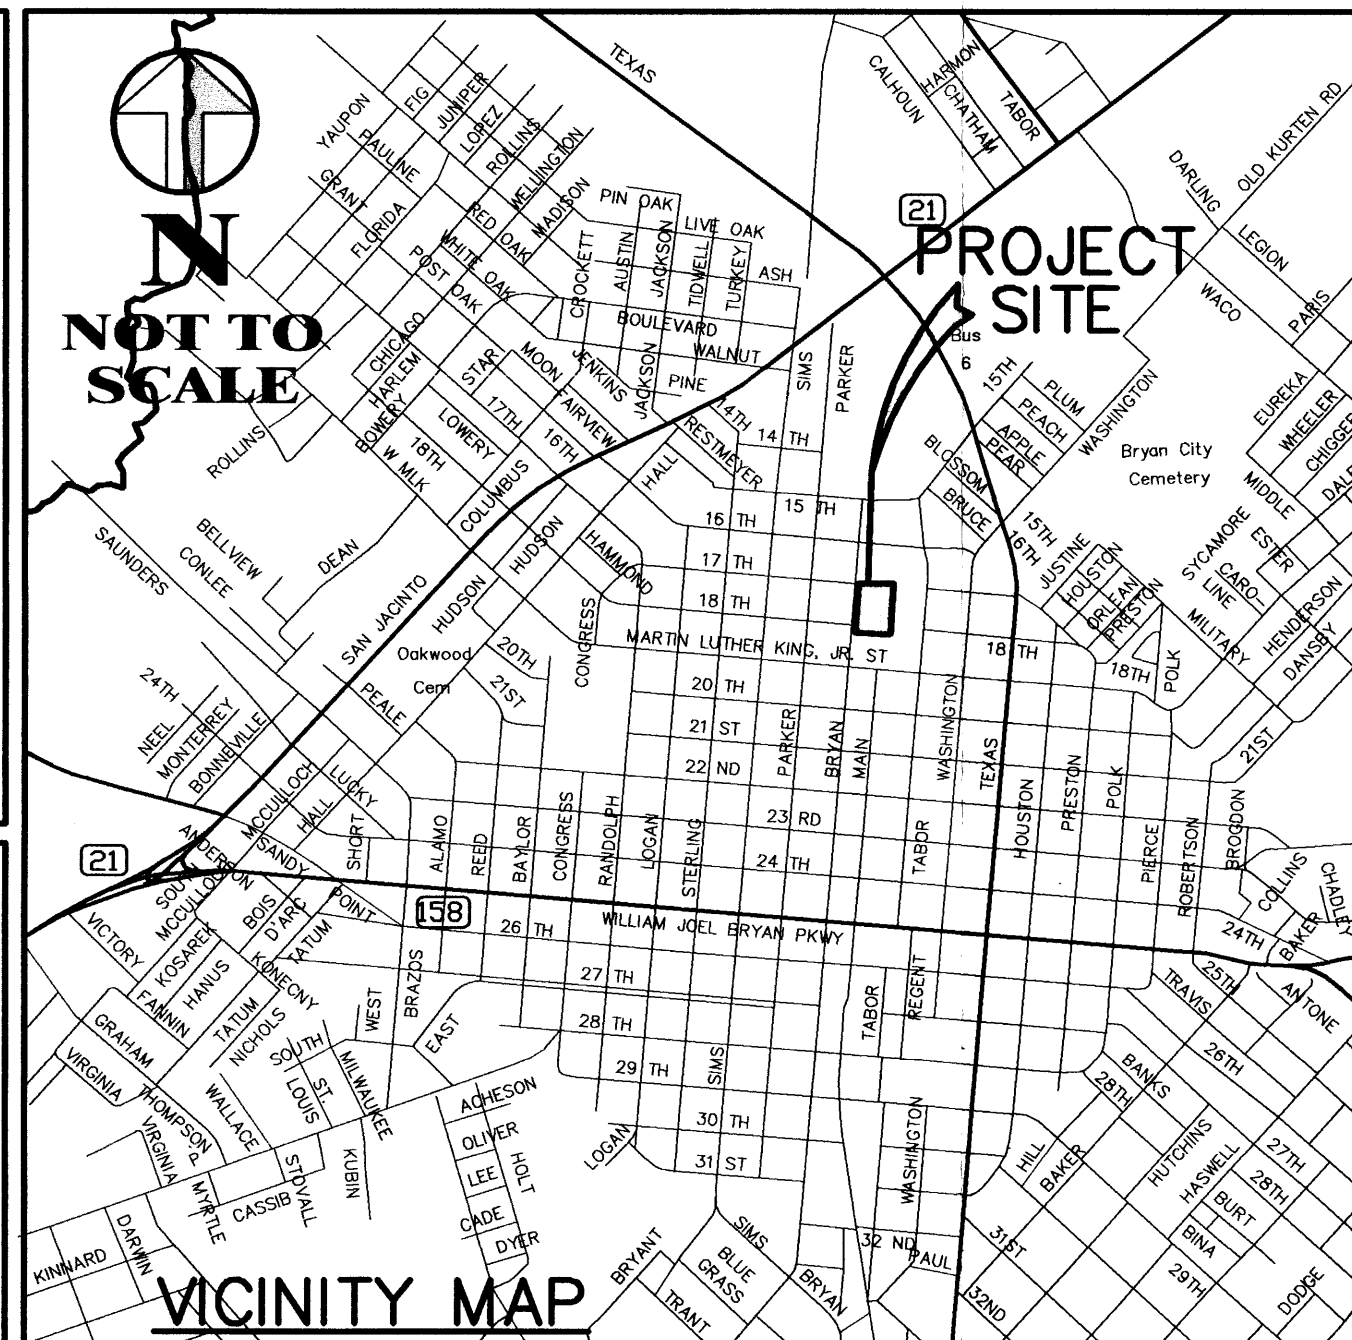 TEXAS
CALHOUN
HARMON
CHATHAM
TABOR
OLD KURTEN RD
DARLING
YAUPON
FIG
JUNIPER
LOPEZ
ROLLINS
WELLINGTON
MADISON
PAULINE
GRANT
FLORIDA
RED OAK
WHITE OAK
POST OAK
PIN OAK
LIVE OAK
CROCKETT
AUSTIN
JACKSON
TIDWELL
TURKEY
ASH
BOULEVARD
WALNUT
21
PROJECT
SITE
LEGION
WACO
PARIS
N
NOT TO
SCALE
Bus
6
CHICAGO
HARLEM
BOWERY
STAR
MOON
JENKINS
JACKSON
PINE
SIMS
PARKER
15TH
PLUM
PEACH
APPLE
PEAR
WASHINGTON
EUREKA
WHEELER
CHIGGER
DALE
ROLLINS
LOWERY
17TH
18TH
W MLK
16TH
FAIRVIEW
14TH
14 TH
RESTMEYER
HALL
COLUMBUS
BLOSSOM
BRUCE
Bryan City
Cemetery
MIDDLE
SAUNDERS
BELLVIEW
CONLEE
DEAN
HUDSON
HAMMOND
15 TH
16 TH
17 TH
18 TH
15TH
16TH
JUSTINE
HOUSTON
ORLEAN
PRESTON
SYCAMORE
ESTER
CARO-
LINE
MILITARY
HENDERSON
DANSBY
SAN JACINTO
HUDSON
CONGRESS
MARTIN LUTHER KING, JR. ST
18 TH
18TH
POLK
Oakwood
Cem
20TH
21ST
20 TH
21 ST
22 ND
PEALE
24TH
NEEL
MONTERREY
BONNEVILLE
PARKER
BRYAN
MAIN
WASHINGTON
TEXAS
21ST
MCCULLOCH
LUCKY
HALL
HOUSTON
PRESTON
POLK
SHORT
ALAMO
REED
BAYLOR
CONGRESS
RANDOLPH
LOGAN
STERLING
23 RD
24 TH
TABOR
PIERCE
ROBERTSON
BROGDON
COLLINS
CHADLEY
21
ANDERSON
SANDY
POINT
SOUTH
MCCULLOCH
BOIS
D'ARC
TATUM
158
26 TH
WILLIAM JOEL BRYAN PKWY
24TH
BAKER
VICTORY
KOSAREK
HANUS
FANNIN
KONECNY
TATUM
NICHOLS
WEST
BRAZOS
27 TH
28 TH
TABOR
REGENT
TRAVIS
25TH
ANTONE
GRAHAM
VIRGINIA
EAST
SOUTH
ST.
LOUIS
MILWAUKEE
29 TH
SIMS
BANKS
28TH
26TH
THOMPSON
VIRGINIA
P.
WALLACE
ACHESON
OLIVER
LEE
CADE
DYER
HOLT
LOGAN
30 TH
31 ST
WASHINGTON
HILL
BAKER
HUTCHINS
HASWELL
27TH
28TH
BURT
BINA
29TH
MYRTLE
CASSIB
STOVALL
KUBIN
KINNARD
DARWIN
BRYANT
SIMS
BLUE
GRASS
TRANT
BRYAN
32 ND
PAUL
31ST
32ND
DODGE
VICINITY MAP